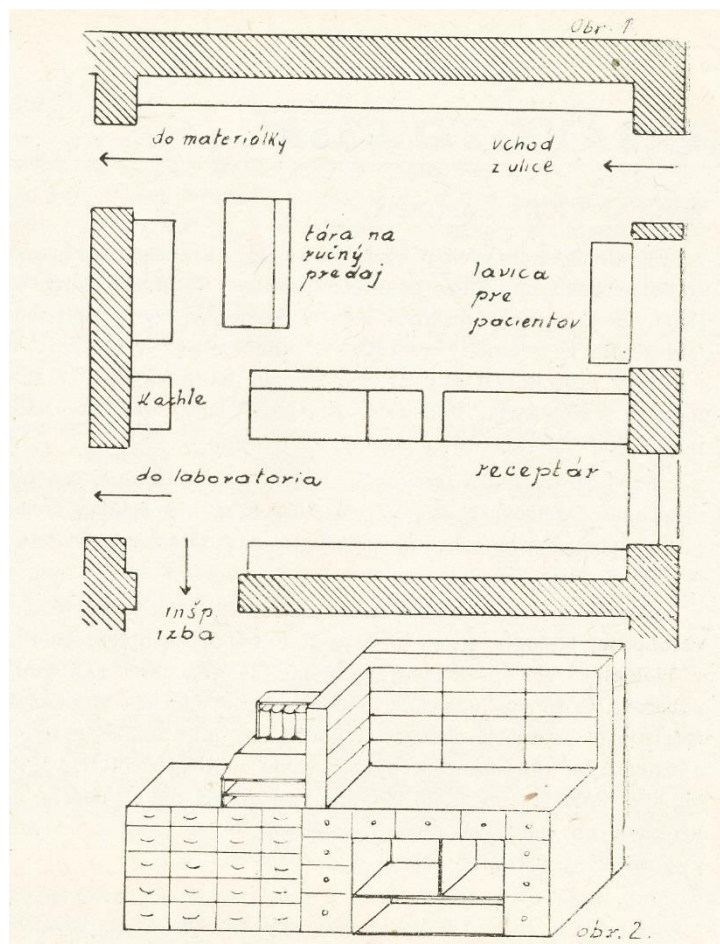 Obr. 1
do materiálky
vchod
z ulice
tára na
ručný
predaj
lavica
pre
pacientov
Kachle
receptár
do laboratoria
inšp.
izba
obr. 2.